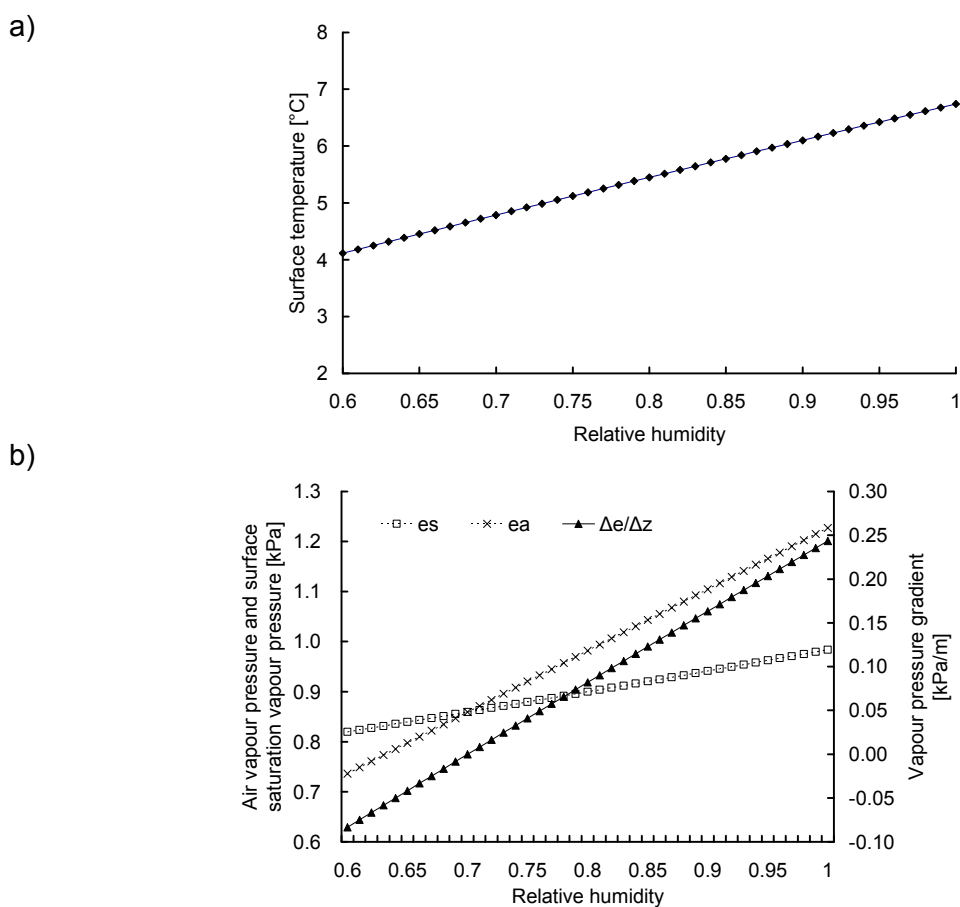 a)
8
7
6
5
4
3
2
Surface temperature [°C]
0.6 0.65 0.7 0.75 0.8 0.85 0.9 0.95 1
Relative humidity
b)
1.3
1.2
1.1
1.0
0.9
0.8
0.7
0.6
Air vapour pressure and surface
saturation vapour pressure [kPa]
es ea Δe/Δz
0.30
0.25
0.20
0.15
0.10
0.05
0.00
-0.05
-0.10
Vapour pressure gradient
[kPa/m]
0.6 0.65 0.7 0.75 0.8 0.85 0.9 0.95 1
Relative humidity